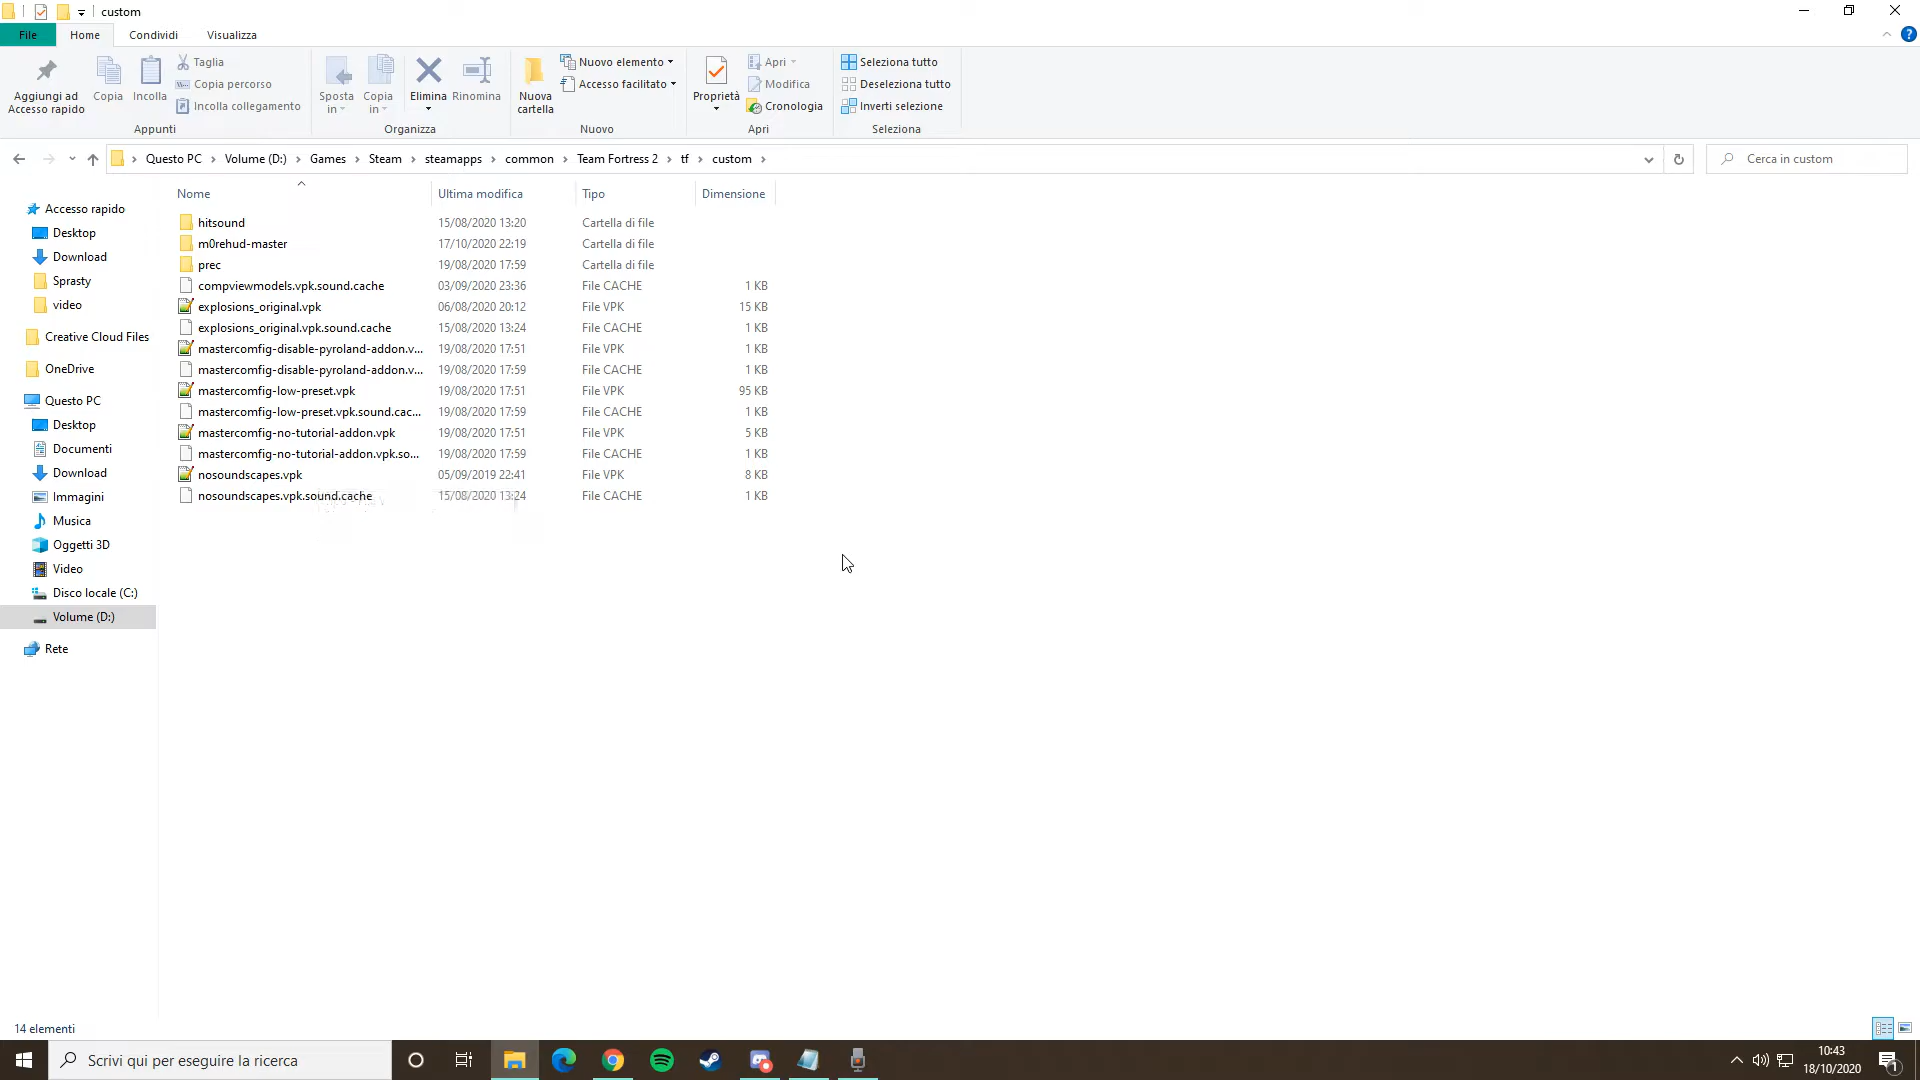 custom
File
Home
Condividi
Visualizza
Aggiungi ad
Accesso rapido
Copia
Incolla
Taglia
Copia percorso
Incolla collegamento
Appunti
Sposta
in
Copia
in
Elimina
Rinomina
Organizza
Nuova
cartella
Nuovo elemento
Accesso facilitato
Nuovo
Proprietà
Apri
Modifica
Cronologia
Apri
Seleziona tutto
Deseleziona tutto
Inverti selezione
Seleziona
Questo PC > Volume (D:) > Games > Steam > steamapps > common > Team Fortress 2 > tf > custom >
Cerca in custom
Nome Ultima modifica Tipo Dimensione
hitsound 15/08/2020 13:20 Cartella di file
m0rehud-master 17/10/2020 22:19 Cartella di file
prec 19/08/2020 17:59 Cartella di file
compviewmodels.vpk.sound.cache 03/09/2020 23:36 File CACHE 1 KB
explosions_original.vpk 06/08/2020 20:12 File VPK 15 KB
explosions_original.vpk.sound.cache 15/08/2020 13:24 File CACHE 1 KB
mastercomfig-disable-pyroland-addon.v... 19/08/2020 17:51 File VPK 1 KB
mastercomfig-disable-pyroland-addon.v... 19/08/2020 17:59 File CACHE 1 KB
mastercomfig-low-preset.vpk 19/08/2020 17:51 File VPK 95 KB
mastercomfig-low-preset.vpk.sound.cac... 19/08/2020 17:59 File CACHE 1 KB
mastercomfig-no-tutorial-addon.vpk 19/08/2020 17:51 File VPK 5 KB
mastercomfig-no-tutorial-addon.vpk.so... 19/08/2020 17:59 File CACHE 1 KB
nosoundscapes.vpk 05/09/2019 22:41 File VPK 8 KB
nosoundscapes.vpk.sound.cache 15/08/2020 13:24 File CACHE 1 KB
Accesso rapido
Desktop
Download
Sprasty
video
Creative Cloud Files
OneDrive
Questo PC
Desktop
Documenti
Download
Immagini
Musica
Oggetti 3D
Video
Disco locale (C:)
Volume (D:)
Rete
14 elementi
Scrivi qui per eseguire la ricerca
10:43
18/10/2020
1